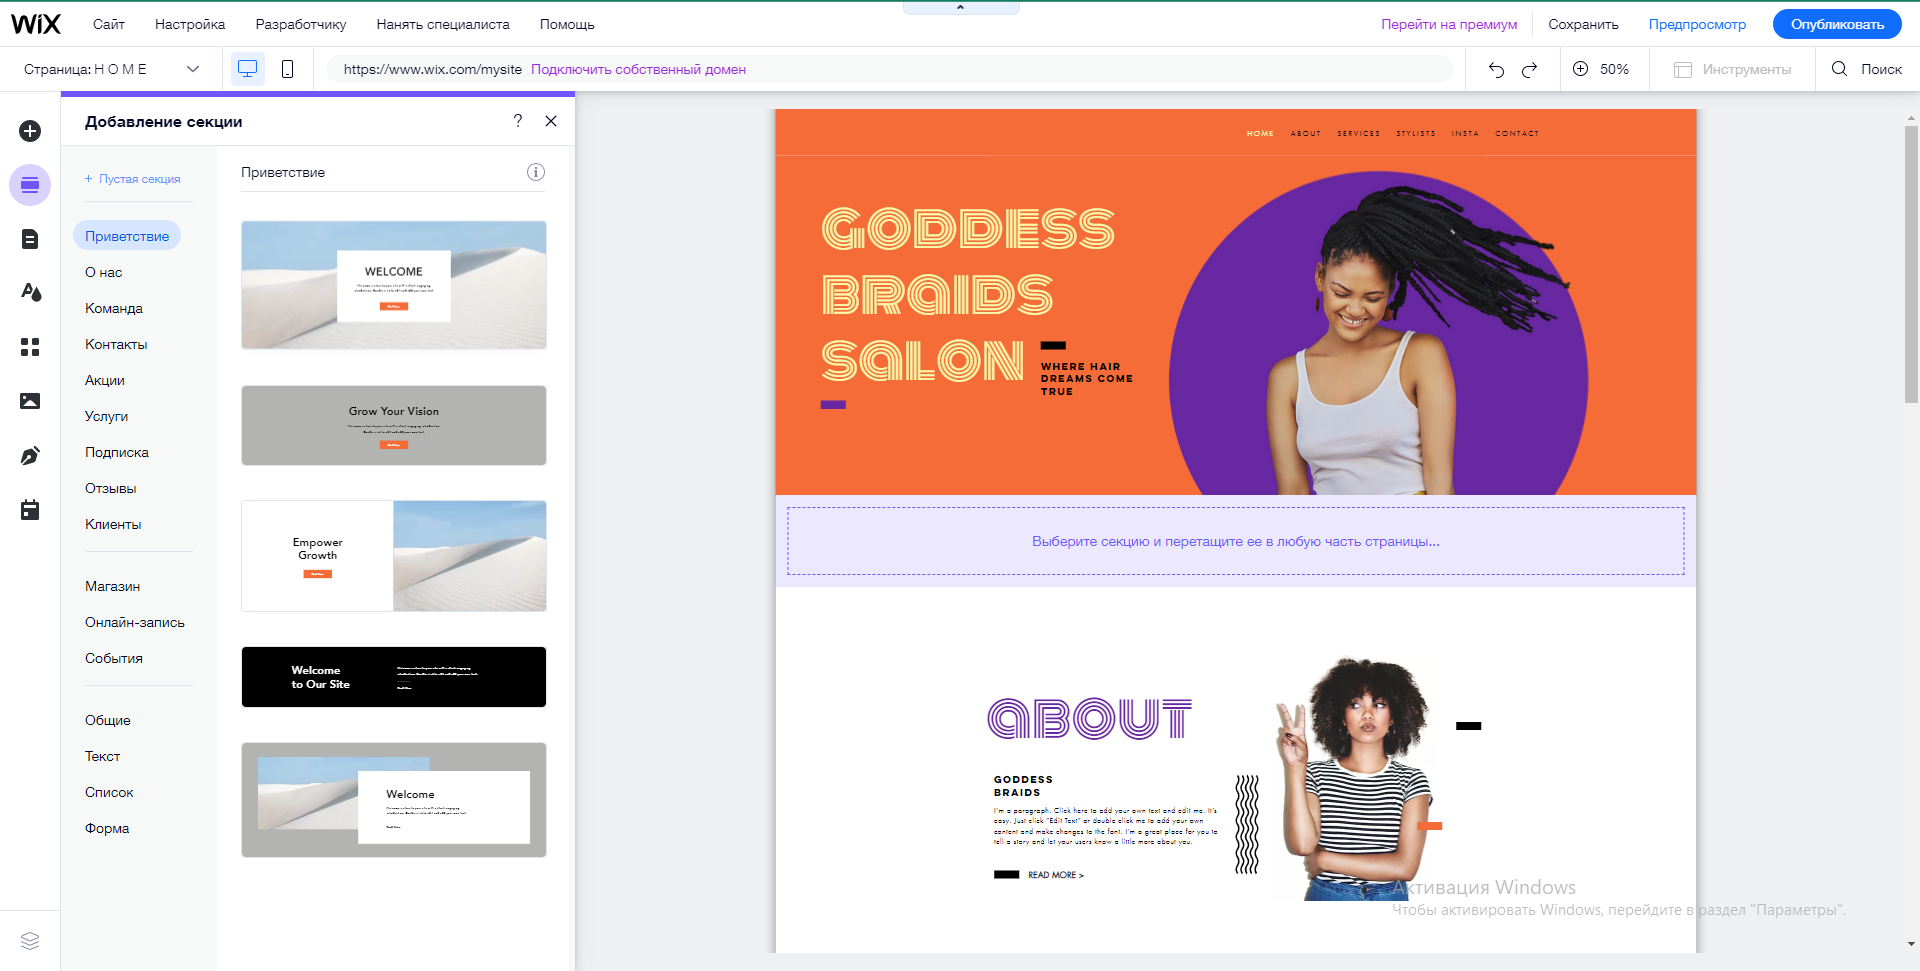 WiX
Сайт
Настройка
Разработчику
Нанять специалиста
Помощь
Перейти на премиум
Сохранить
Предпросмотр
Опубликовать
Страница: H O M E
https://www.wix.com/mysite Подключить собственный домен
50%
Инструменты
Поиск
Добавление секции
?
+ Пустая секция
Приветствие
О нас
Команда
Контакты
Акции
Услуги
Подписка
Отзывы
Клиенты
Магазин
Онлайн-запись
События
Общие
Текст
Список
Форма
Приветствие
WELCOME
Grow Your Vision
Empower
Growth
Welcome
to Our Site
Welcome
HOME ABOUT SERVICES STYLISTS INSTA CONTACT
GODDESS
BRAIDS
SALON
WHERE HAIR
DREAMS COME
TRUE
Выберите секцию и перетащите ее в любую часть страницы...
ABOUT
GODDESS
BRAIDS
I'm a paragraph. Click here to add your own text and edit me. It's
easy. Just click "Edit Text" or double click me to add your own
content and make changes to the font. I'm a great place for you to
tell a story and let your users know a little more about you.
READ MORE >
Активация Windows
Чтобы активировать Windows, перейдите в раздел "Параметры".